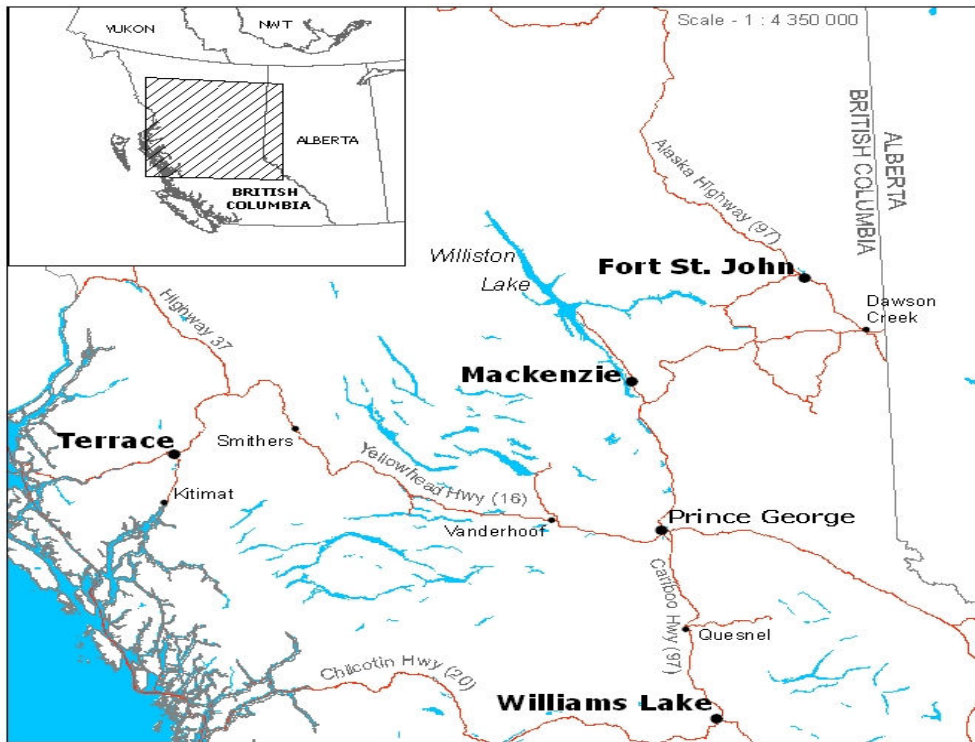 YUKON
NWT
ALBERTA
BRITISH
COLUMBIA
Scale - 1 : 4 350 000
Alaska Highway (97)
ALBERTA
BRITISH COLUMBIA
Williston
Lake
Fort St. John
Dawson
Creek
Highway 37
Mackenzie
Terrace
Smithers
Yellowhead Hwy (16)
Kitimat
Vanderhoof
Prince George
Cariboo Hwy (97)
Quesnel
Chilcotin Hwy (20)
Williams Lake